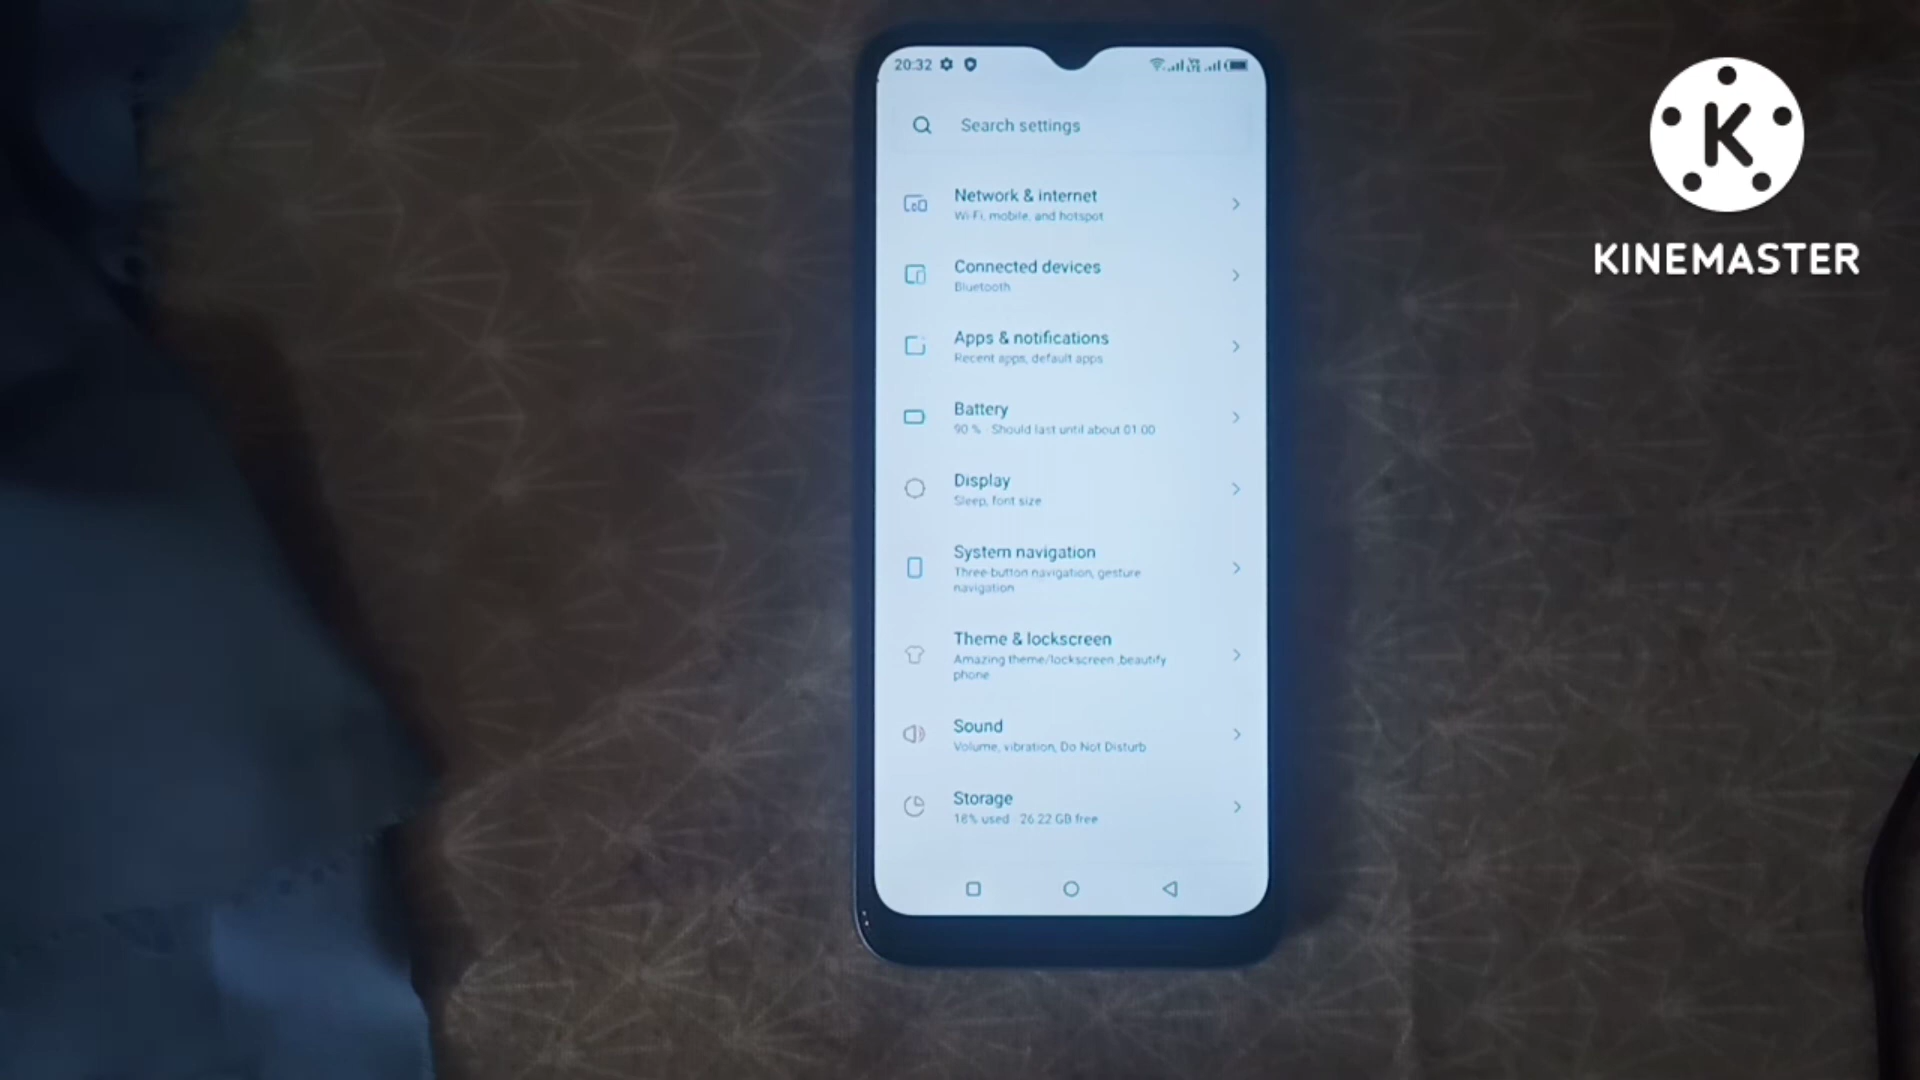 20:32
Search settings
Network & internet
Wi-Fi, mobile, and hotspot
Connected devices
Bluetooth
Apps & notifications
Recent apps, default apps
Battery
90 % · Should last until about 01:00
Display
Sleep, font size
System navigation
Three-button navigation, gesture
navigation
Theme & lockscreen
Amazing theme/lockscreen ,beautify
phone
Sound
Volume, vibration, Do Not Disturb
Storage
18% used · 26.22 GB free
K
KINEMASTER